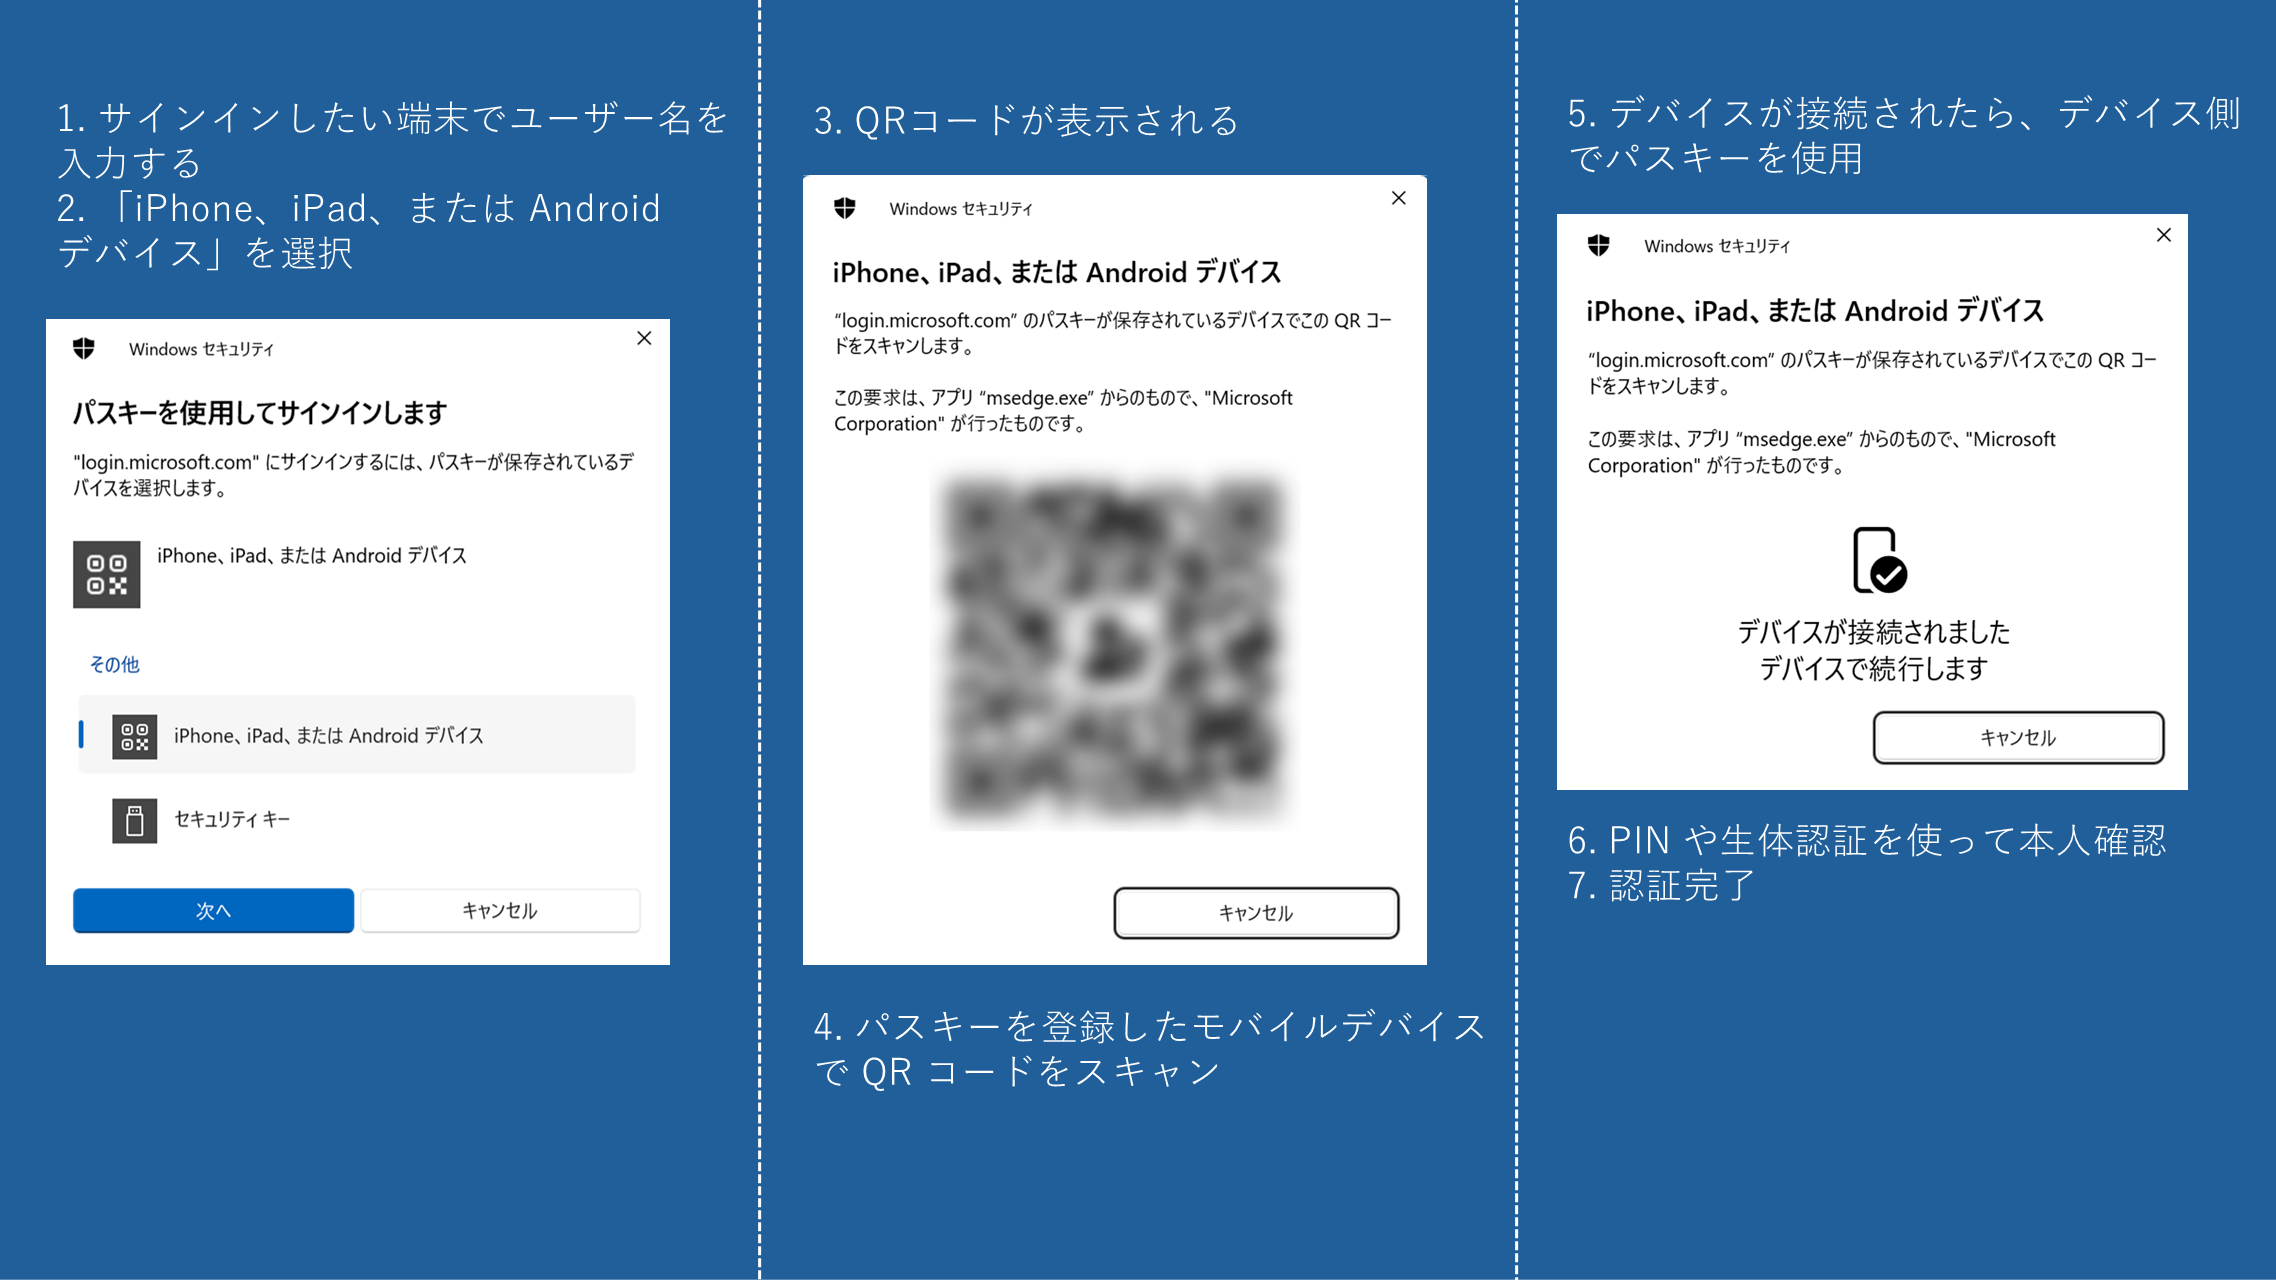 1. サインインしたい端末でユーザー名を
入力する
2. 「iPhone、iPad、または Android
デバイス」を選択
Windows セキュリティ
パスキーを使用してサインインします
"login.microsoft.com" にサインインするには、パスキーが保存されているデ
バイスを選択します。
iPhone、iPad、または Android デバイス
その他
iPhone、iPad、または Android デバイス
セキュリティ キー
次へ
キャンセル
3. QRコードが表示される
Windows セキュリティ
iPhone、iPad、または Android デバイス
“login.microsoft.com” のパスキーが保存されているデバイスでこの QR コー
ドをスキャンします。
この要求は、アプリ “msedge.exe” からのもので、"Microsoft
Corporation" が行ったものです。
キャンセル
4. パスキーを登録したモバイルデバイス
で QR コードをスキャン
5. デバイスが接続されたら、デバイス側
でパスキーを使用
Windows セキュリティ
iPhone、iPad、または Android デバイス
“login.microsoft.com” のパスキーが保存されているデバイスでこの QR コー
ドをスキャンします。
この要求は、アプリ “msedge.exe” からのもので、"Microsoft
Corporation" が行ったものです。
デバイスが接続されました
デバイスで続行します
キャンセル
6. PIN や生体認証を使って本人確認
7. 認証完了